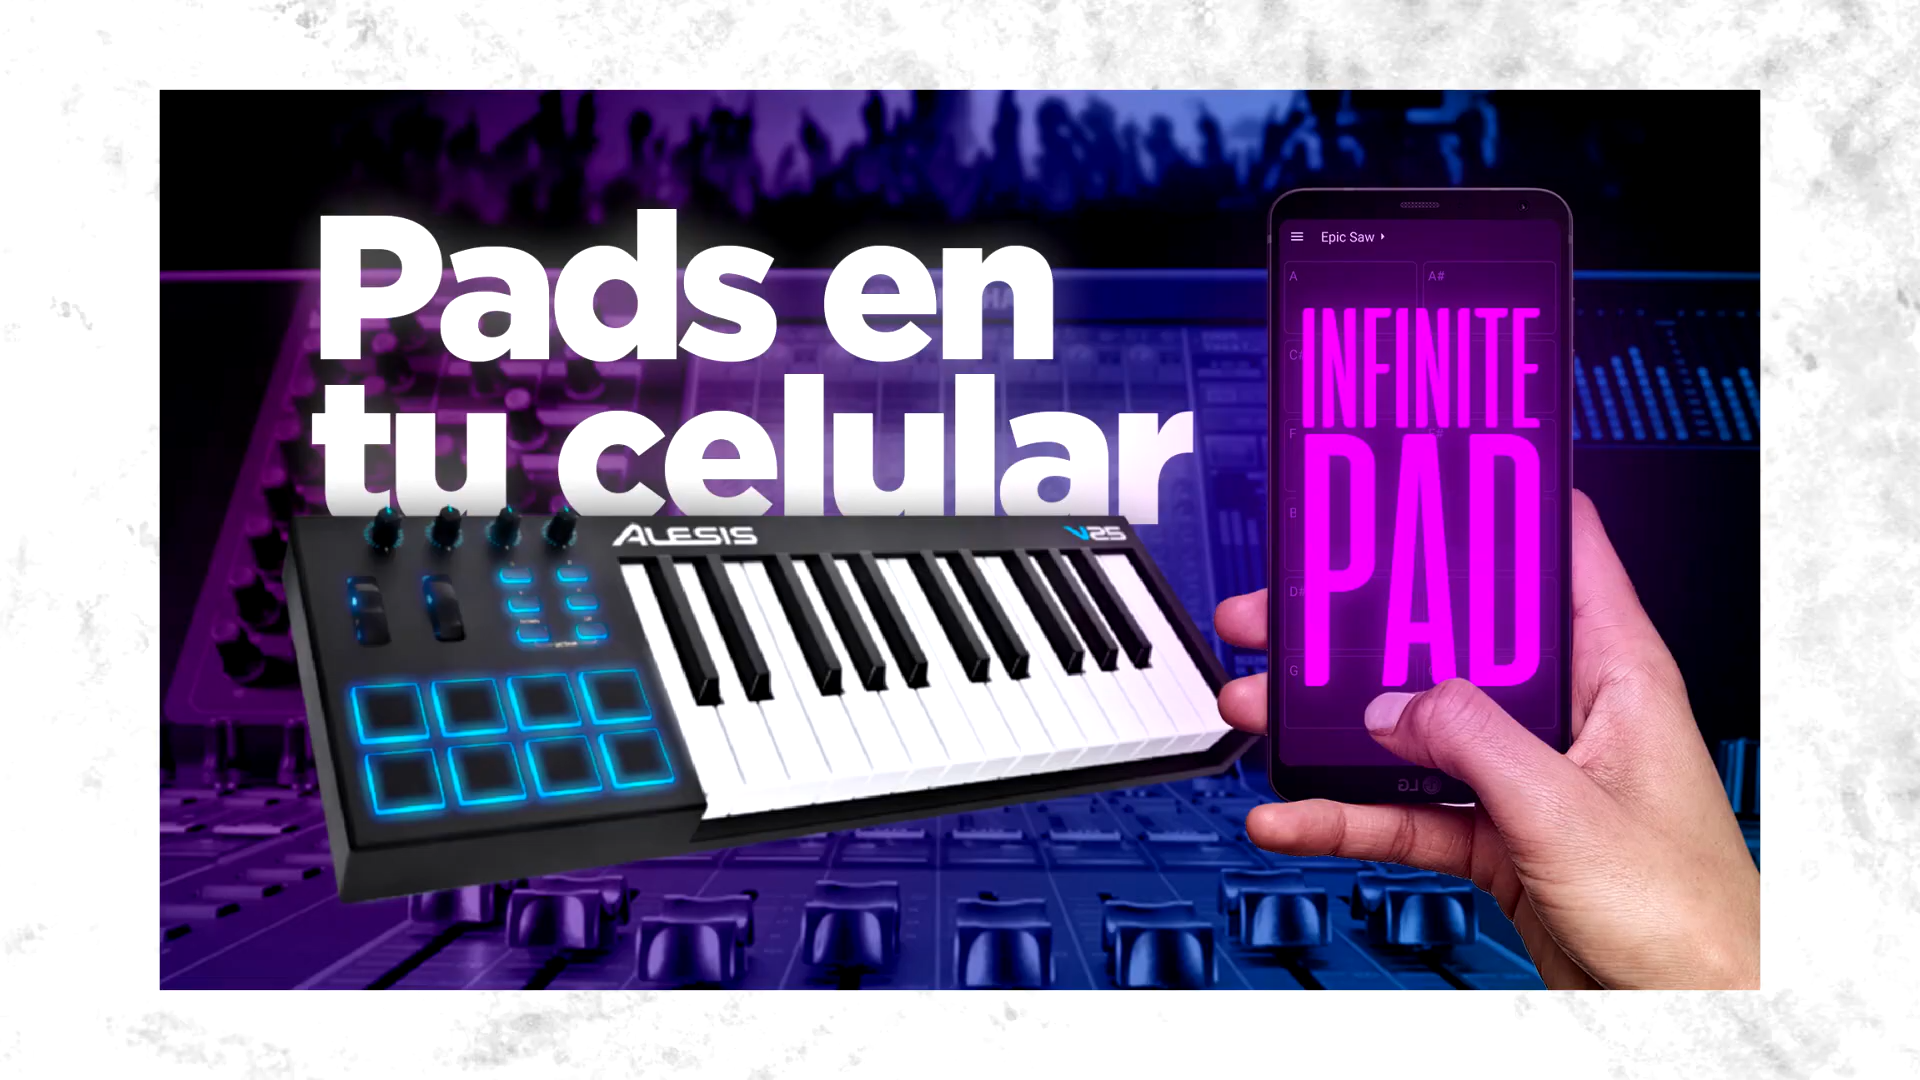 Pads en
tu celular
ALESIS
V25
Epic Saw
A
A#
INFINITE
PAD
F
B
D#
G
LG